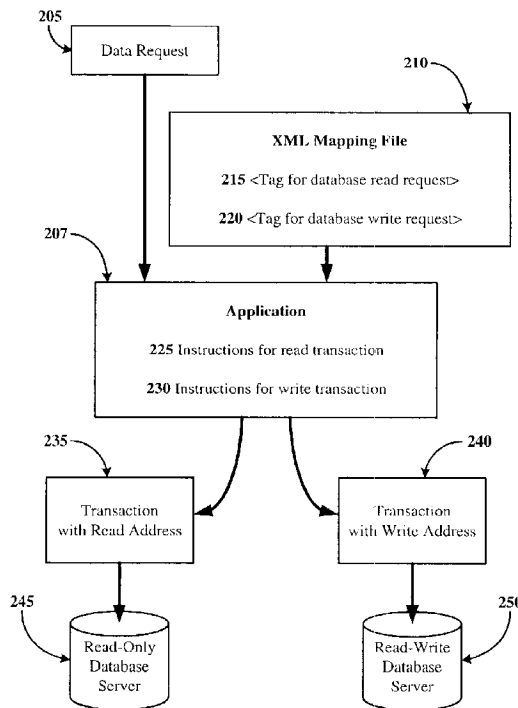 205
Data Request
210
XML Mapping File
215 <Tag for database read request>
220 <Tag for database write request>
207
Application
225 Instructions for read transaction
230 Instructions for write transaction
235
Transaction
with Read Address
240
Transaction
with Write Address
245
Read-Only
Database
Server
250
Read-Write
Database
Server